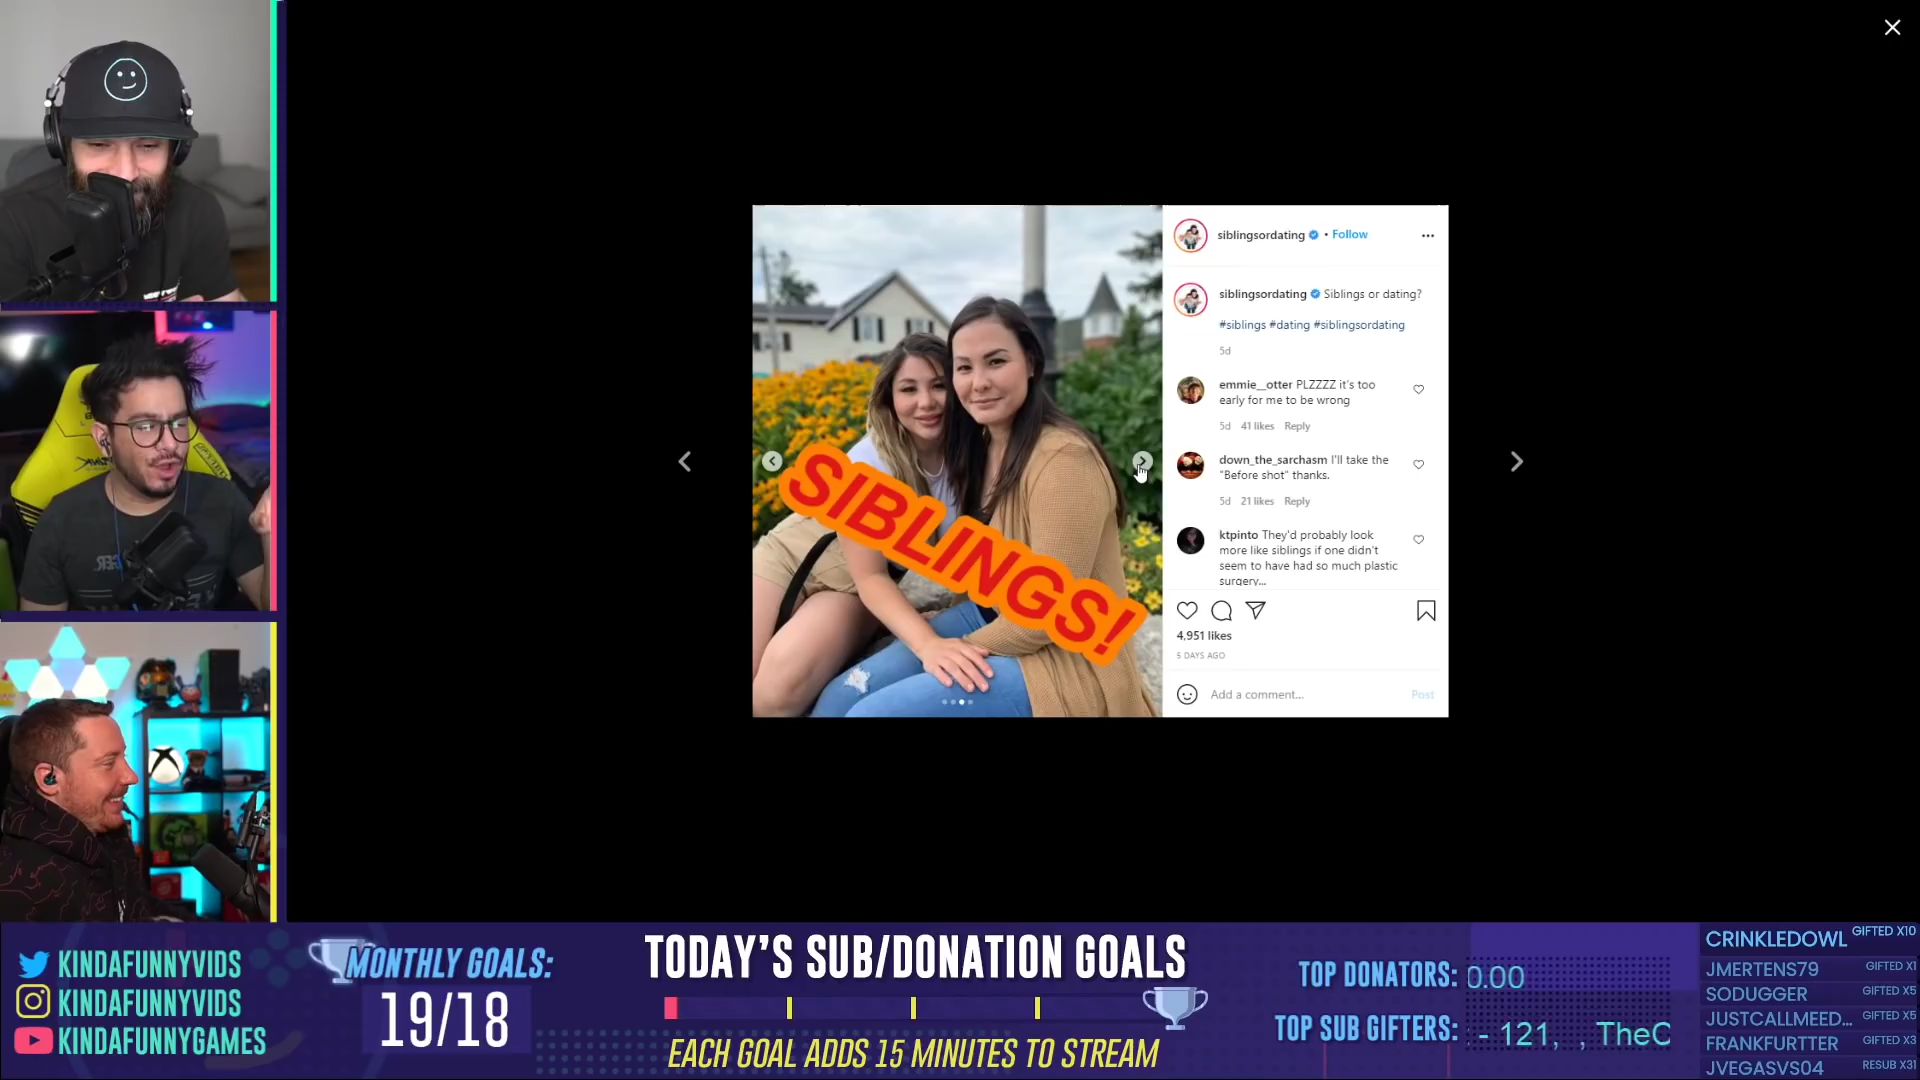 siblingsordating • Follow
siblingsordating Siblings or dating?
#siblings #dating #siblingsordating
5d
emmie__otter PLZZZZ it's too
early for me to be wrong
5d 41 likes Reply
down_the_sarchasm I'll take the
"Before shot" thanks.
5d 21 likes Reply
ktpinto They'd probably look
more like siblings if one didn't
seem to have had so much plastic
surgery...
4,951 likes
5 DAYS AGO
Add a comment... Post
SIBLINGS!
KINDAFUNNYVIDS
KINDAFUNNYVIDS
KINDAFUNNYGAMES
MONTHLY GOALS:
19/18
TODAY'S SUB/DONATION GOALS
EACH GOAL ADDS 15 MINUTES TO STREAM
TOP DONATORS: 0.00
TOP SUB GIFTERS: - 121, , TheC
CRINKLEDOWL GIFTED X10
JMERTENS79 GIFTED X1
SODUGGER GIFTED X5
JUSTCALLMEED... GIFTED X5
FRANKFURTTER GIFTED X3
JVEGASVS04 RESUB X31